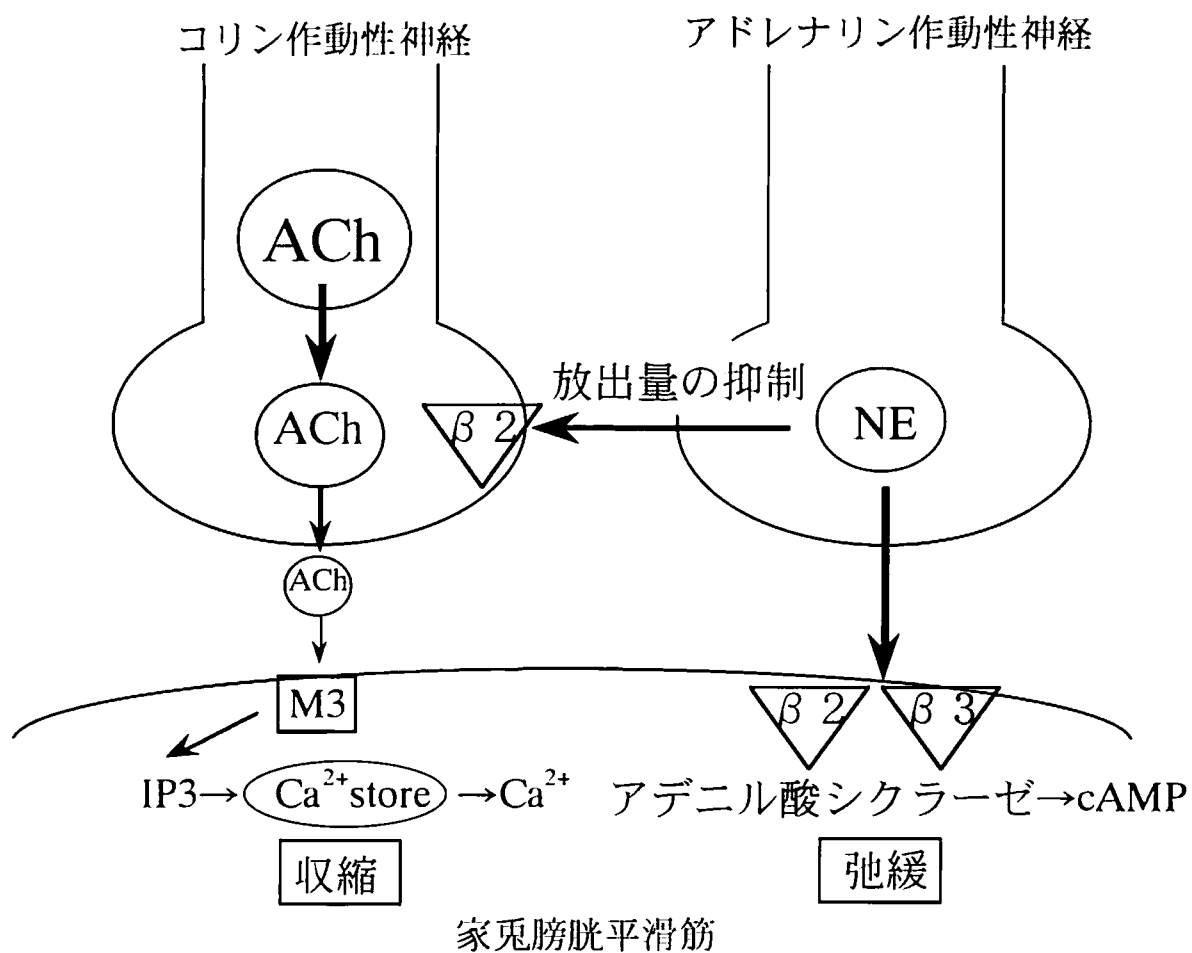 コリン作動性神経
アドレナリン作動性神経
ACh
ACh
β2
放出量の抑制
NE
ACh
M3
β2
β3
IP3→Ca²⁺store→Ca²⁺
アデニル酸シクラーゼ→cAMP
収縮
弛緩
家兎膀胱平滑筋